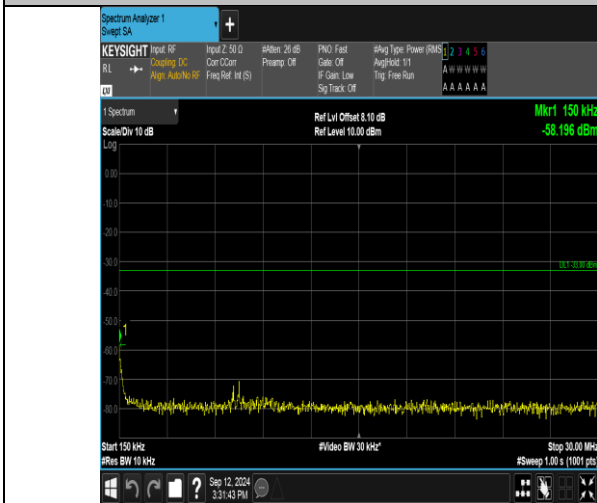 Spectrum Analyzer 1
Swept SA
+
KEYSIGHT Input: RF Input Z: 50 Ω #Atten: 26 dB PNO: Fast #Avg Type: Power (RMS 1 2 3 4 5 6
RL Coupling: DC Corr CCorr Preamp: Off Gate: Off Avg|Hold: 1/1 A W W W W W
Align: Auto/No RF Freq Ref: Int (S) IF Gain: Low Trig: Free Run
Sig Track: Off A A A A A A
1 Spectrum
Ref Lvl Offset 8.10 dB Mkr1 150 kHz
Scale/Div 10 dB Ref Level 10.00 dBm -58.196 dBm
Log
0.00
-10.0
-20.0
-30.0
DL1 -33.00 dBm
-40.0
-50.0
1
-60.0
-70.0
-80.0
Start 150 kHz #Video BW 30 kHz* Stop 30.00 MHz
#Res BW 10 kHz #Sweep 1.00 s (1001 pts)
? Sep 12, 2024
3:31:43 PM